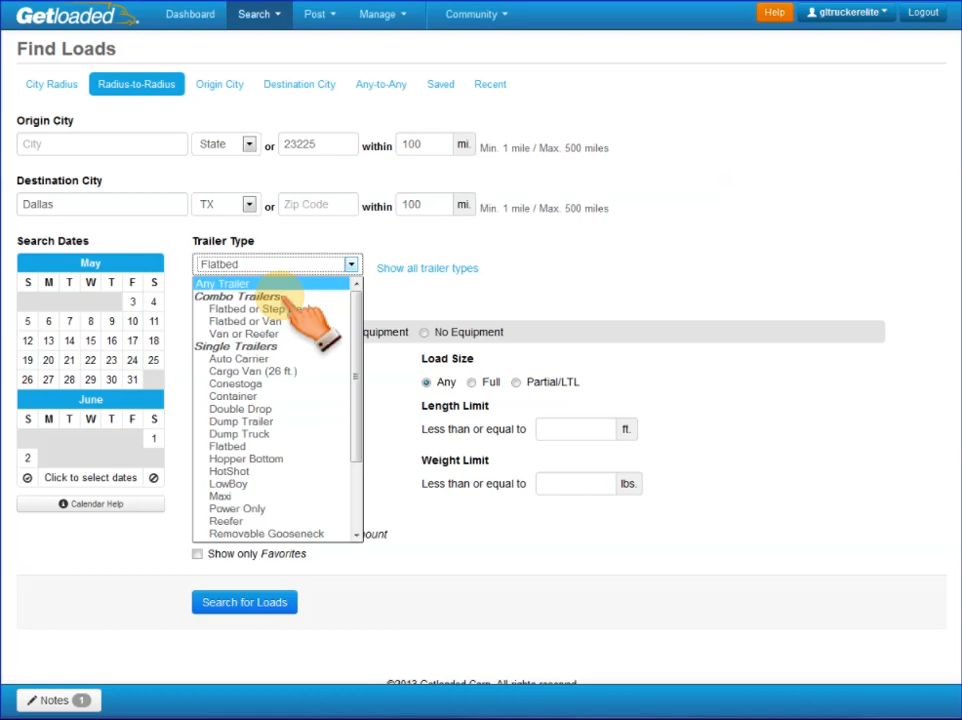 Getloaded. Dashboard Search Post Manage Community Help gltruckerelite Logout
Find Loads
City Radius Radius-to-Radius Origin City Destination City Any-to-Any Saved Recent
Origin City
City State or 23225 within 100 mi. Min. 1 mile / Max. 500 miles
Destination City
Dallas TX or Zip Code within 100 mi. Min. 1 mile / Max. 500 miles
Search Dates
May
S M T W T F S
3 4
5 6 7 8 9 10 11
12 13 14 15 16 17 18
19 20 21 22 23 24 25
26 27 28 29 30 31
June
S M T W T F S
1
2
Click to select dates
Calendar Help
Trailer Type
Flatbed Show all trailer types
Any Trailer
Combo Trailers
Flatbed or Step
Flatbed or Van
Van or Reefer
Single Trailers
Auto Carrier
Cargo Van (26 ft.)
Conestoga
Container
Double Drop
Dump Trailer
Dump Truck
Flatbed
Hopper Bottom
HotShot
LowBoy
Maxi
Power Only
Reefer
Removable Gooseneck
No Equipment
Load Size
Any Full Partial/LTL
Length Limit
Less than or equal to ft.
Weight Limit
Less than or equal to lbs.
Show only Favorites
Search for Loads
©2013 Getloaded Corp. All rights reserved
Notes 1